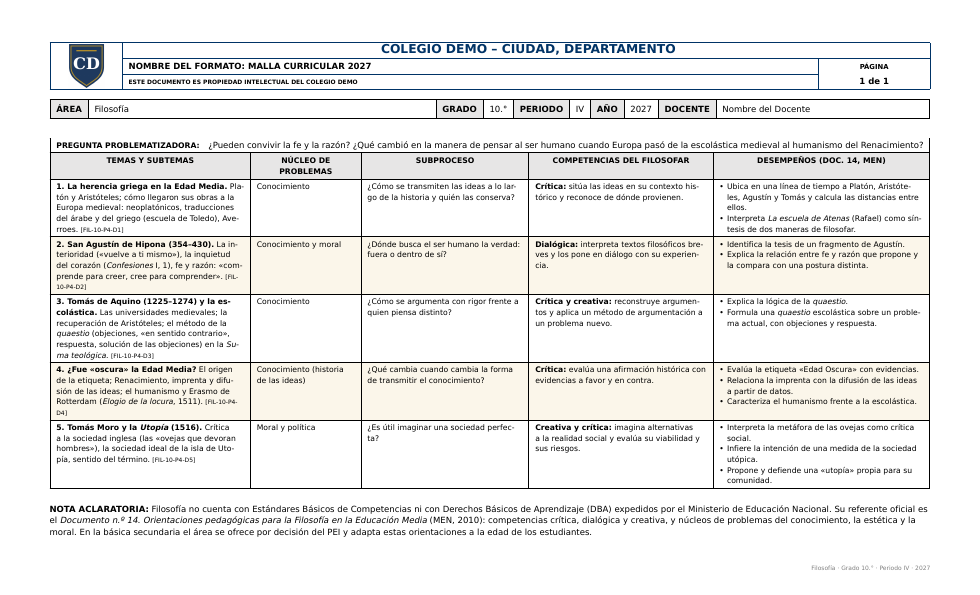 CD
COLEGIO DEMO – CIUDAD, DEPARTAMENTO
NOMBRE DEL FORMATO: MALLA CURRICULAR 2027
ESTE DOCUMENTO ES PROPIEDAD INTELECTUAL DEL COLEGIO DEMO
PÁGINA
1 de 1
ÁREA Filosofía GRADO 10.° PERIODO IV AÑO 2027 DOCENTE Nombre del Docente
PREGUNTA PROBLEMATIZADORA: ¿Pueden convivir la fe y la razón? ¿Qué cambió en la manera de pensar al ser humano cuando Europa pasó de la escolástica medieval al humanismo del Renacimiento?
TEMAS Y SUBTEMAS
NÚCLEO DE
PROBLEMAS
SUBPROCESO
COMPETENCIAS DEL FILOSOFAR
DESEMPEÑOS (DOC. 14, MEN)
1. La herencia griega en la Edad Media. Pla-
tón y Aristóteles; cómo llegaron sus obras a la
Europa medieval: neoplatónicos, traducciones
del árabe y del griego (escuela de Toledo), Ave-
rroes. [FIL-10-P4-D1]
Conocimiento
¿Cómo se transmiten las ideas a lo lar-
go de la historia y quién las conserva?
Crítica: sitúa las ideas en su contexto his-
tórico y reconoce de dónde provienen.
• Ubica en una línea de tiempo a Platón, Aristóte-
les, Agustín y Tomás y calcula las distancias entre
ellos.
• Interpreta La escuela de Atenas (Rafael) como sín-
tesis de dos maneras de filosofar.
2. San Agustín de Hipona (354–430). La in-
terioridad («vuelve a ti mismo»), la inquietud
del corazón (Confesiones I, 1), fe y razón: «com-
prende para creer, cree para comprender». [FIL-
10-P4-D2]
Conocimiento y moral
¿Dónde busca el ser humano la verdad:
fuera o dentro de sí?
Dialógica: interpreta textos filosóficos bre-
ves y los pone en diálogo con su experien-
cia.
• Identifica la tesis de un fragmento de Agustín.
• Explica la relación entre fe y razón que propone y
la compara con una postura distinta.
3. Tomás de Aquino (1225–1274) y la es-
colástica. Las universidades medievales; la
recuperación de Aristóteles; el método de la
quaestio (objeciones, «en sentido contrario»,
respuesta, solución de las objeciones) en la Su-
ma teológica. [FIL-10-P4-D3]
Conocimiento
¿Cómo se argumenta con rigor frente a
quien piensa distinto?
Crítica y creativa: reconstruye argumen-
tos y aplica un método de argumentación a
un problema nuevo.
• Explica la lógica de la quaestio.
• Formula una quaestio escolástica sobre un proble-
ma actual, con objeciones y respuesta.
4. ¿Fue «oscura» la Edad Media? El origen
de la etiqueta; Renacimiento, imprenta y difu-
sión de las ideas; el humanismo y Erasmo de
Rotterdam (Elogio de la locura, 1511). [FIL-10-P4-
D4]
Conocimiento (historia
de las ideas)
¿Qué cambia cuando cambia la forma
de transmitir el conocimiento?
Crítica: evalúa una afirmación histórica con
evidencias a favor y en contra.
• Evalúa la etiqueta «Edad Oscura» con evidencias.
• Relaciona la imprenta con la difusión de las ideas
a partir de datos.
• Caracteriza el humanismo frente a la escolástica.
5. Tomás Moro y la Utopía (1516). Crítica
a la sociedad inglesa (las «ovejas que devoran
hombres»), la sociedad ideal de la isla de Uto-
pía, sentido del término. [FIL-10-P4-D5]
Moral y política
¿Es útil imaginar una sociedad perfec-
ta?
Creativa y crítica: imagina alternativas
a la realidad social y evalúa su viabilidad y
sus riesgos.
• Interpreta la metáfora de las ovejas como crítica
social.
• Infiere la intención de una medida de la sociedad
utópica.
• Propone y defiende una «utopía» propia para su
comunidad.
NOTA ACLARATORIA: Filosofía no cuenta con Estándares Básicos de Competencias ni con Derechos Básicos de Aprendizaje (DBA) expedidos por el Ministerio de Educación Nacional. Su referente oficial es
el Documento n.º 14. Orientaciones pedagógicas para la Filosofía en la Educación Media (MEN, 2010): competencias crítica, dialógica y creativa, y núcleos de problemas del conocimiento, la estética y la
moral. En la básica secundaria el área se ofrece por decisión del PEI y adapta estas orientaciones a la edad de los estudiantes.
Filosofía · Grado 10.° · Periodo IV · 2027